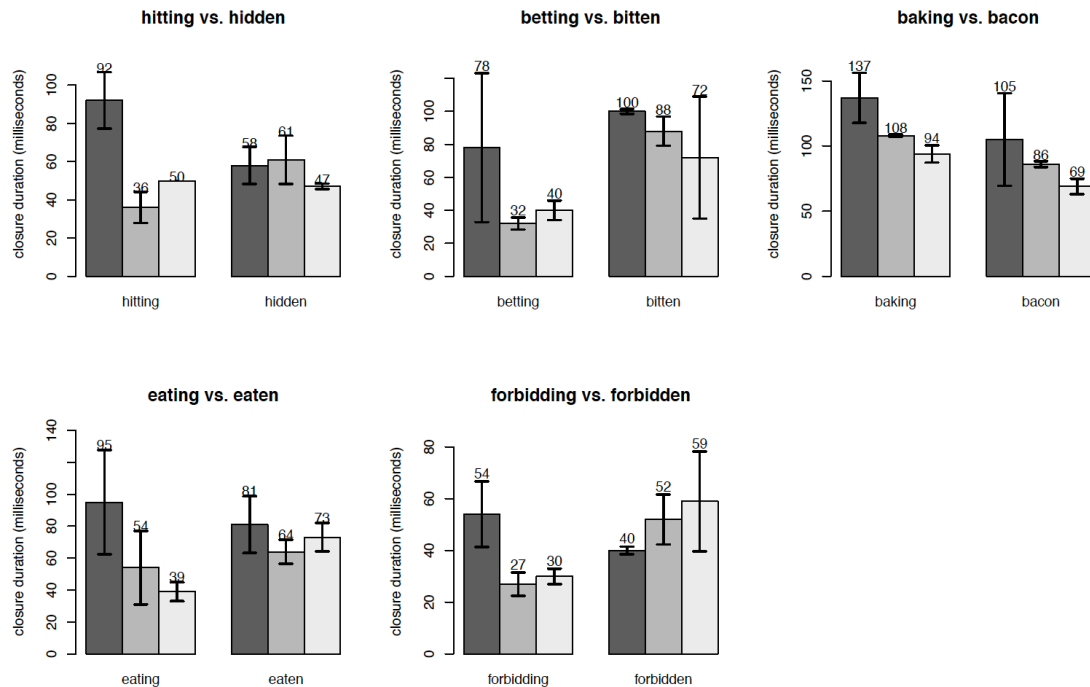 hitting vs. hidden
closure duration (milliseconds)
0
20
40
60
80
100
92
36
50
58
61
47
hitting
hidden
betting vs. bitten
closure duration (milliseconds)
0
20
40
60
80
100
78
32
40
100
88
72
betting
bitten
baking vs. bacon
closure duration (milliseconds)
0
50
100
150
137
108
94
105
86
69
baking
bacon
eating vs. eaten
closure duration (milliseconds)
0
20
40
60
80
100
140
95
54
39
81
64
73
eating
eaten
forbidding vs. forbidden
closure duration (milliseconds)
0
20
40
60
80
54
27
30
40
52
59
forbidding
forbidden